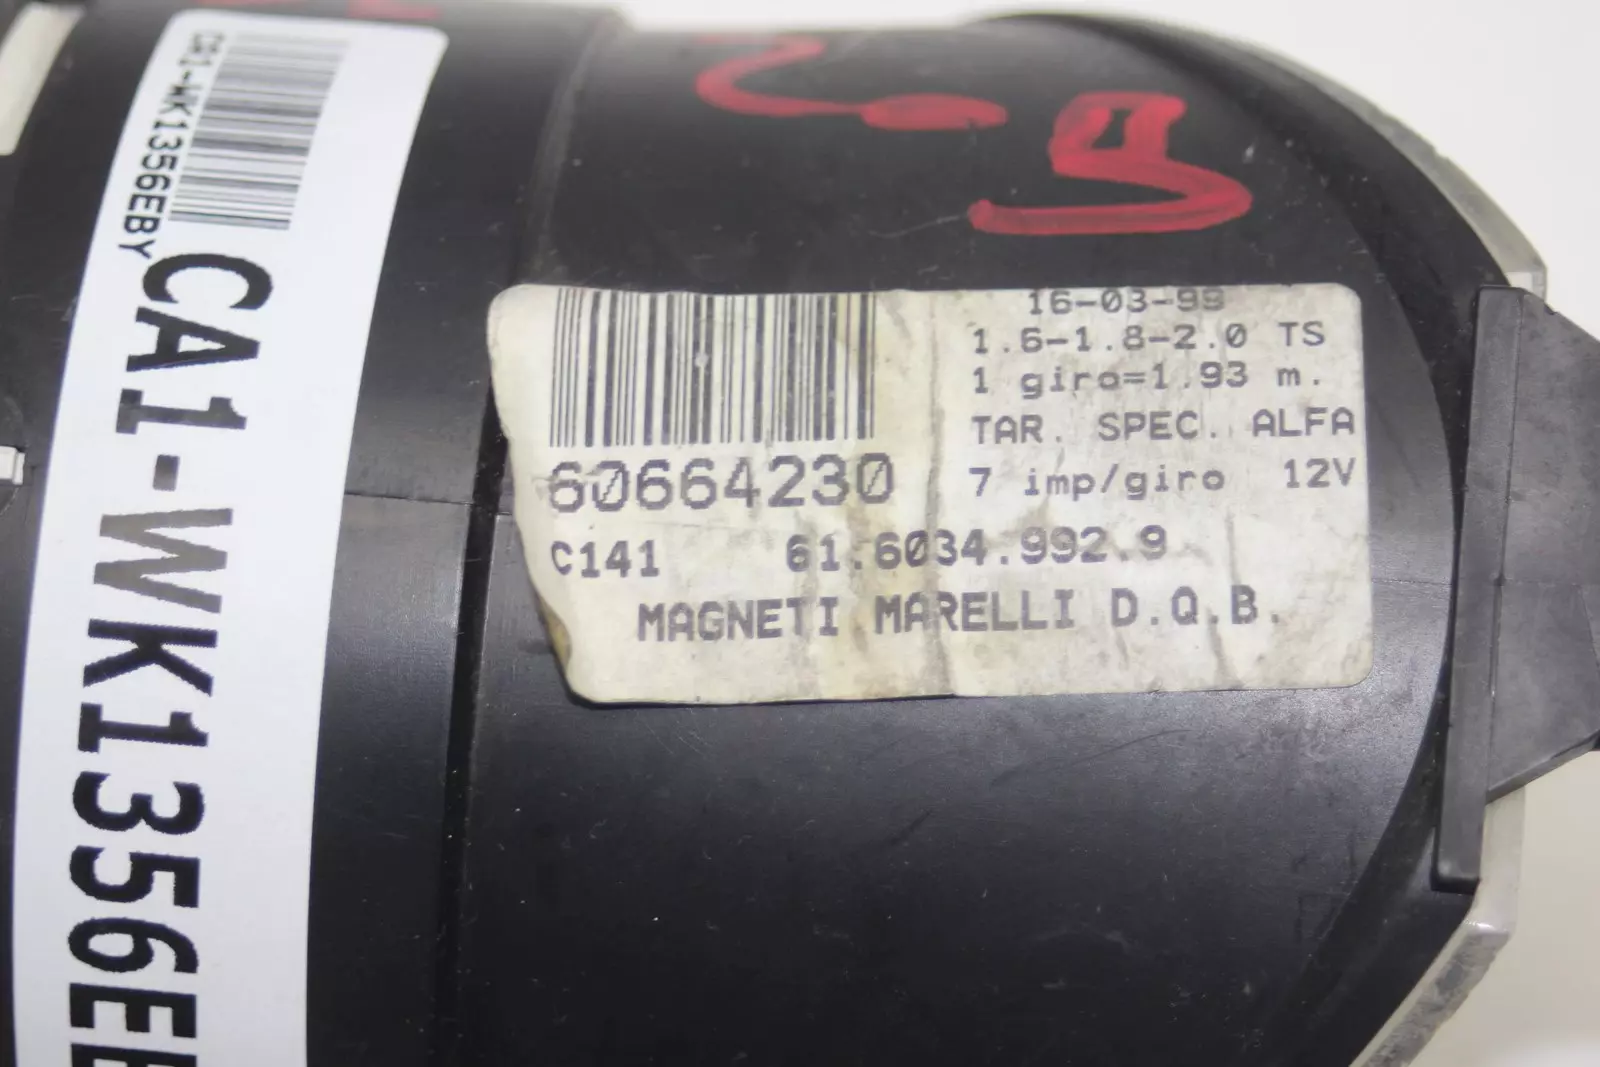 CA1-WK1356EBY
CA1-WK1356E
16-03-99
1.6-1.8-2.0 TS
1 giro=1.93 m.
TAR. SPEC. ALFA
7 imp/giro 12V
60664230
C141 61.6034.992.9
MAGNETI MARELLI D.Q.B.